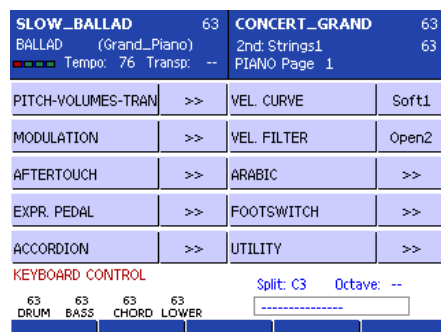 SLOW_BALLAD 63
BALLAD (Grand_Piano)
Tempo: 76 Transp: --
CONCERT_GRAND 63
2nd: Strings1 63
PIANO Page 1
PITCH-VOLUMES-TRAN >> VEL. CURVE Soft1
MODULATION >> VEL. FILTER Open2
AFTERTOUCH >> ARABIC >>
EXPR. PEDAL >> FOOTSWITCH >>
ACCORDION >> UTILITY >>
KEYBOARD CONTROL
Split: C3 Octave: --
63 63 63 63
DRUM BASS CHORD LOWER
---------------